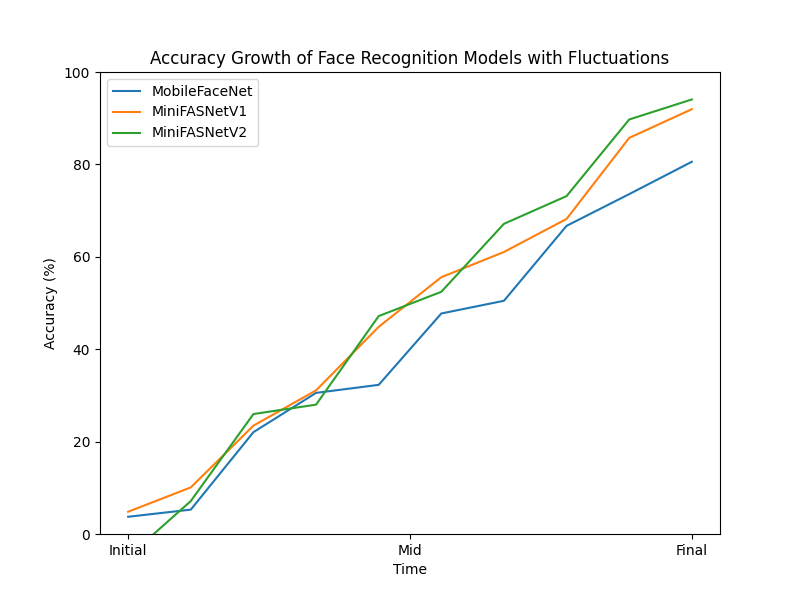 Accuracy Growth of Face Recognition Models with Fluctuations
MobileFaceNet
MiniFASNetV1
MiniFASNetV2
Accuracy (%)
100
80
60
40
20
0
Initial
Mid
Final
Time